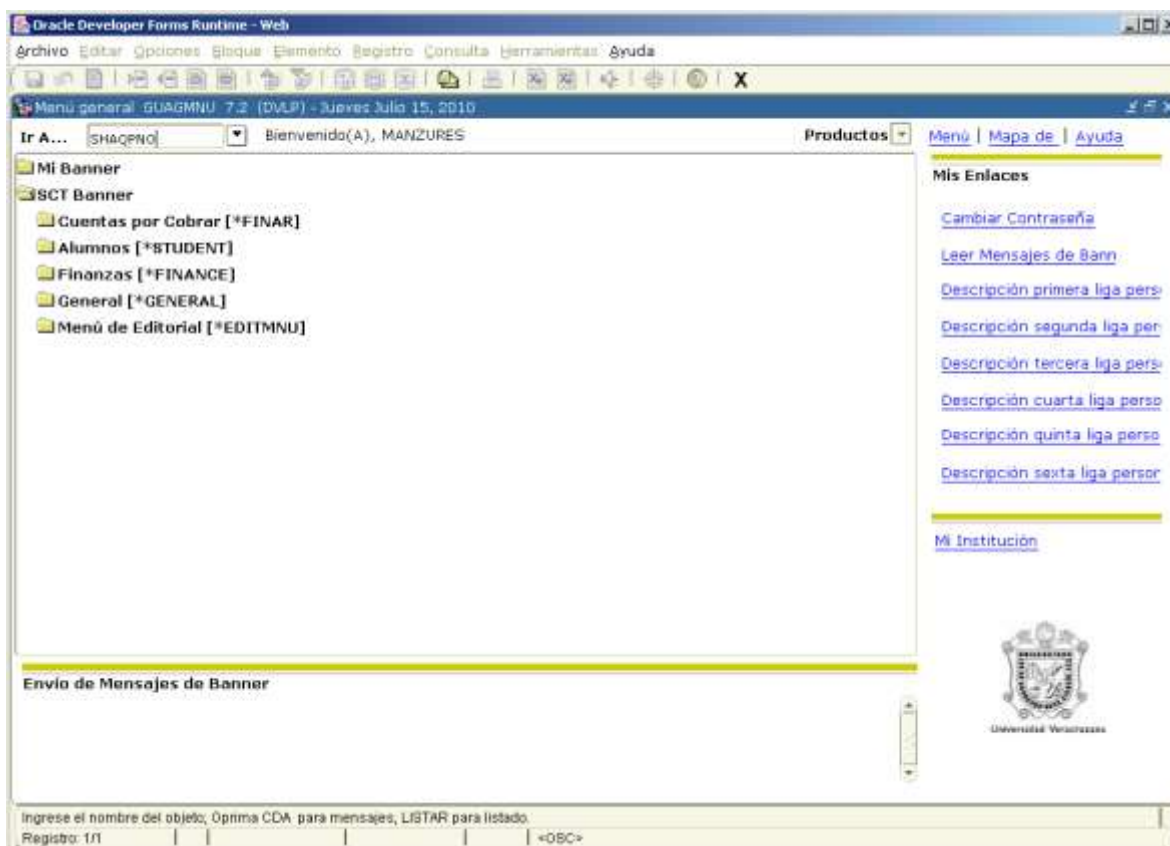 Oracle Developer Forms Runtime - Web
Archivo Editar Opciones Bloque Elemento Registro Consulta Herramientas Ayuda
Menú general GUAGMNU 7.2 (DVLP) - Jueves Julio 15, 2010
Ir A... SHAQPNO Bienvenido(A), MANZURES Productos Menú | Mapa de | Ayuda
Mi Banner
SCT Banner
Cuentas por Cobrar [*FINAR]
Alumnos [*STUDENT]
Finanzas [*FINANCE]
General [*GENERAL]
Menú de Editorial [*EDITMNU]
Mis Enlaces
Cambiar Contraseña
Leer Mensajes de Bann
Descripción primera liga pers
Descripción segunda liga per
Descripción tercera liga pers
Descripción cuarta liga perso
Descripción quinta liga perso
Descripción sexta liga persor
Mi Institución
Universidad Veracruzana
Envío de Mensajes de Banner
Ingrese el nombre del objeto; Oprima CDA para mensajes, LISTAR para listado.
Registro: 1/1 <OSC>